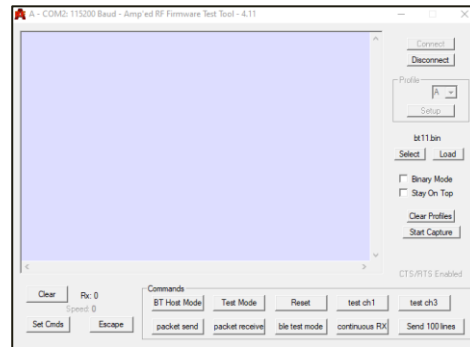 A - COM2: 115200 Baud - Amp'ed RF Firmware Test Tool - 4.11
Connect
Disconnect
Profile
A
Setup
bt11.bin
Select Load
Binary Mode
Stay On Top
Clear Profiles
Start Capture
CTS/RTS Enabled
Clear Rx: 0
Speed: 0
Set Cmds Escape
Commands
BT Host Mode Test Mode Reset test ch1 test ch3
packet send packet receive ble test mode continuous RX Send 100 lines